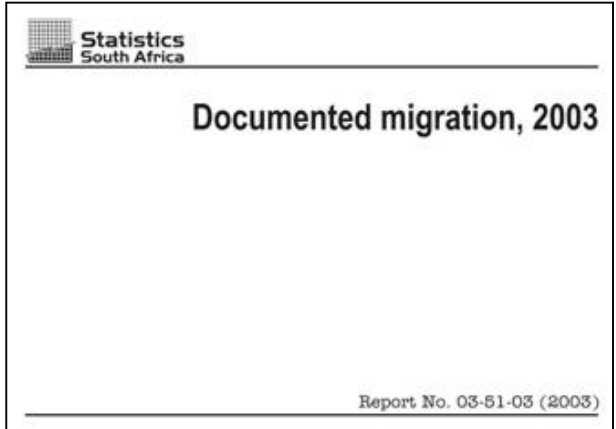 Statistics
South Africa
Documented migration, 2003
Report No. 03-51-03 (2003)